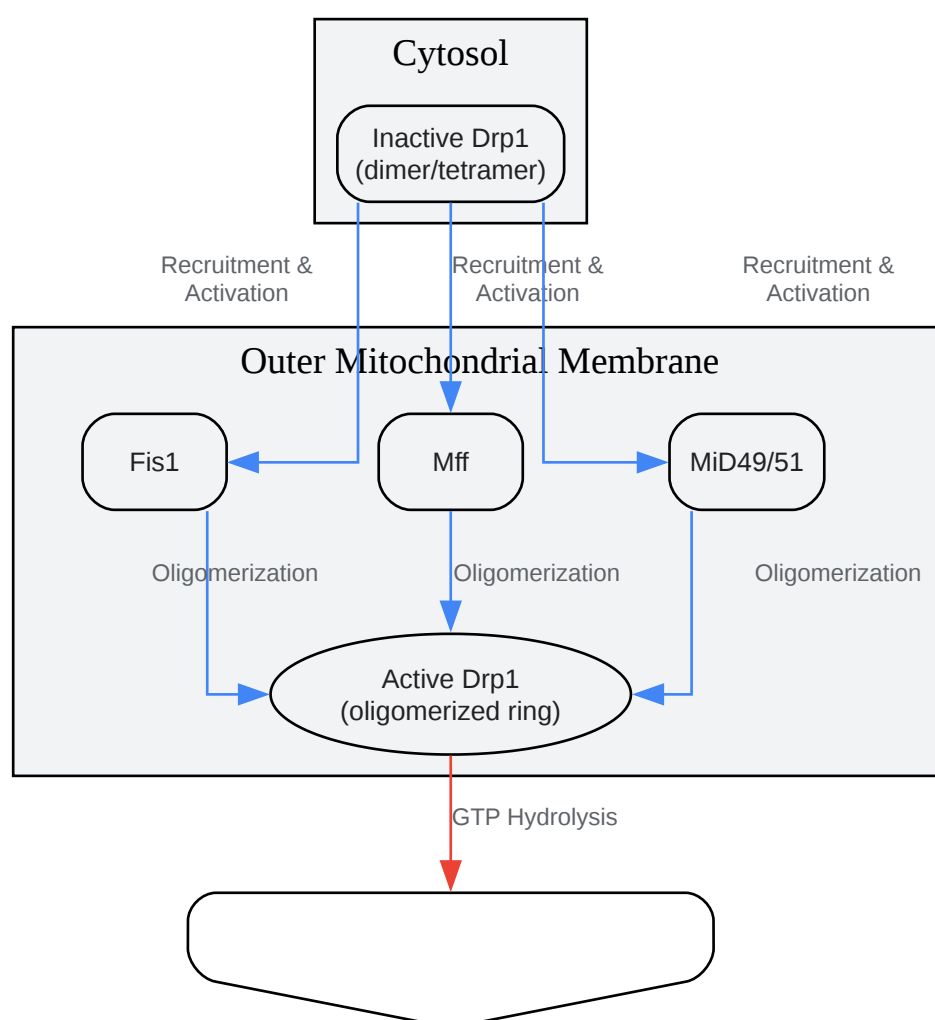 Cytosol
Inactive Drp1
(dimer/tetramer)
Recruitment &
Activation
Recruitment &
Activation
Recruitment &
Activation
Outer Mitochondrial Membrane
Fis1
Mff
MiD49/51
Oligomerization
Oligomerization
Oligomerization
Active Drp1
(oligomerized ring)
GTP Hydrolysis